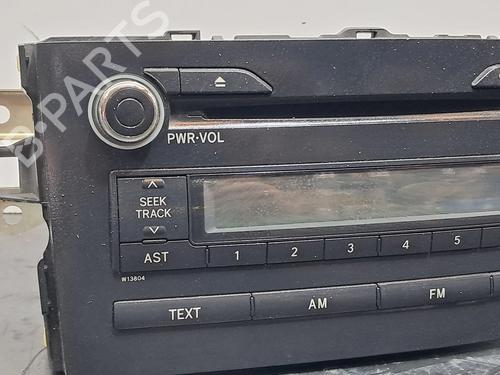 B-PARTS
PWR·VOL
SEEK
TRACK
AST
1
2
3
4
5
W13804
TEXT
AM
FM